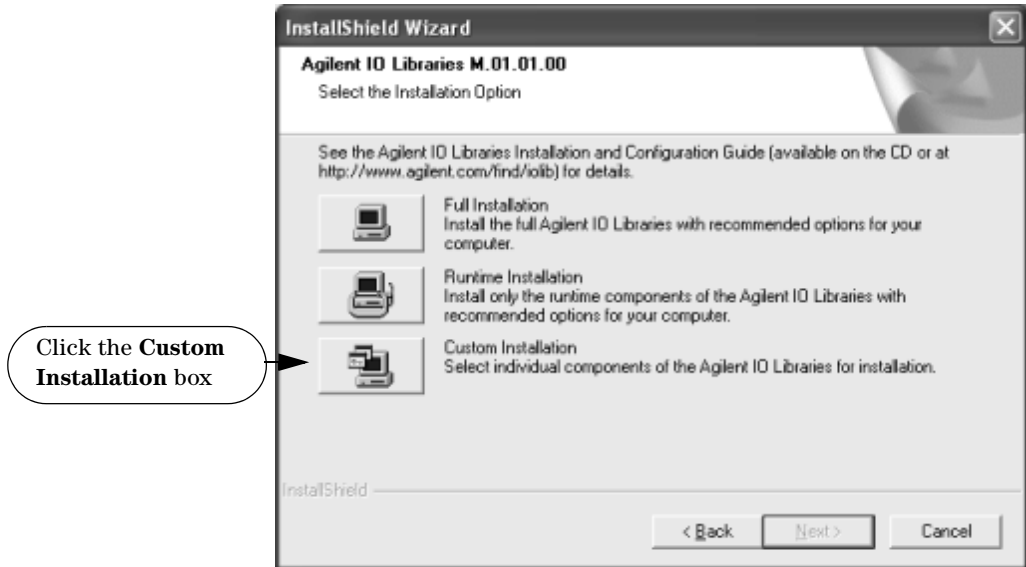 InstallShield Wizard
Agilent IO Libraries M.01.01.00
Select the Installation Option
See the Agilent IO Libraries Installation and Configuration Guide (available on the CD or at
http://www.agilent.com/find/iolib) for details.
Full Installation
Install the full Agilent IO Libraries with recommended options for your
computer.
Runtime Installation
Install only the runtime components of the Agilent IO Libraries with
recommended options for your computer.
Click the Custom
Installation box
Custom Installation
Select individual components of the Agilent IO Libraries for installation.
InstallShield
< Back
Next >
Cancel